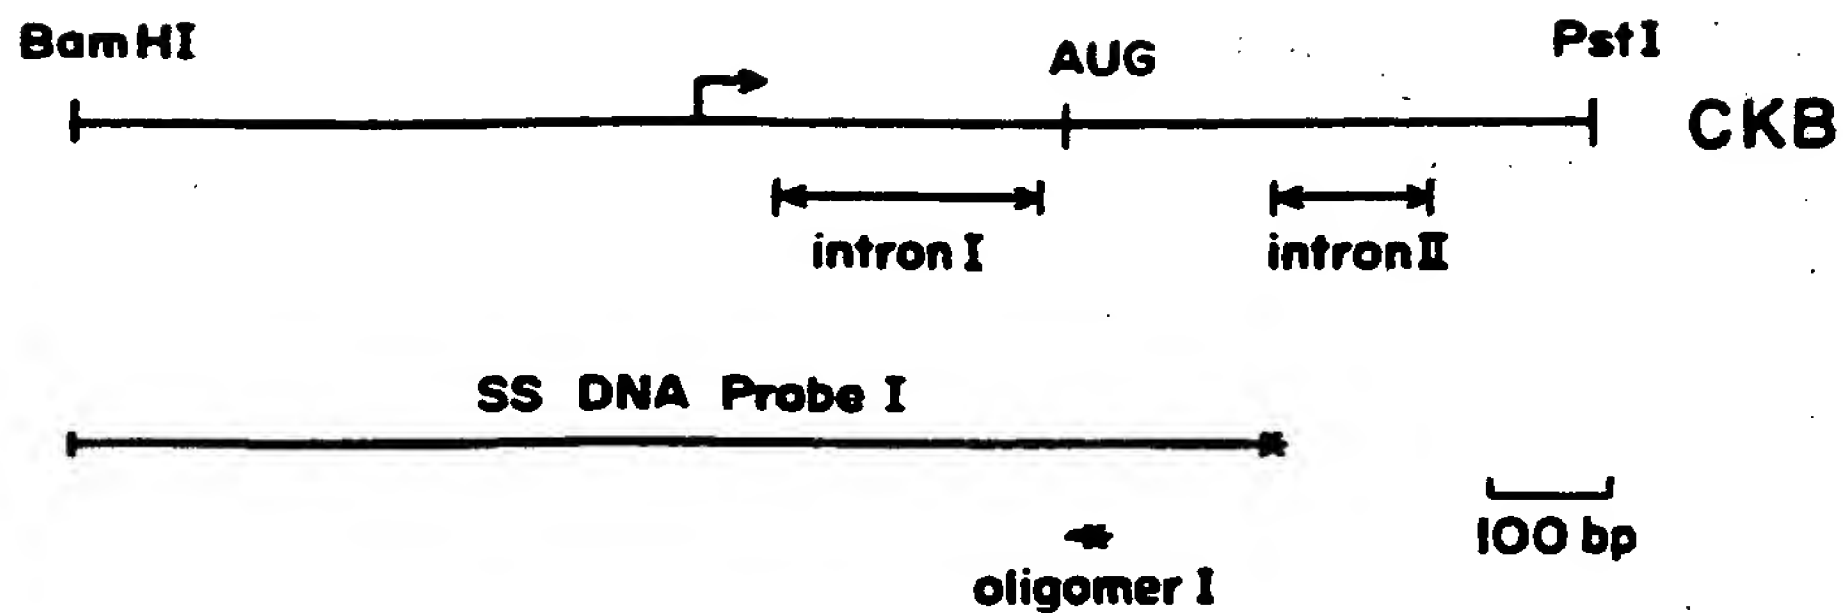 BamHI
AUG
PstI
CKB
intron I
intron II
SS DNA Probe I
100 bp
oligomer I